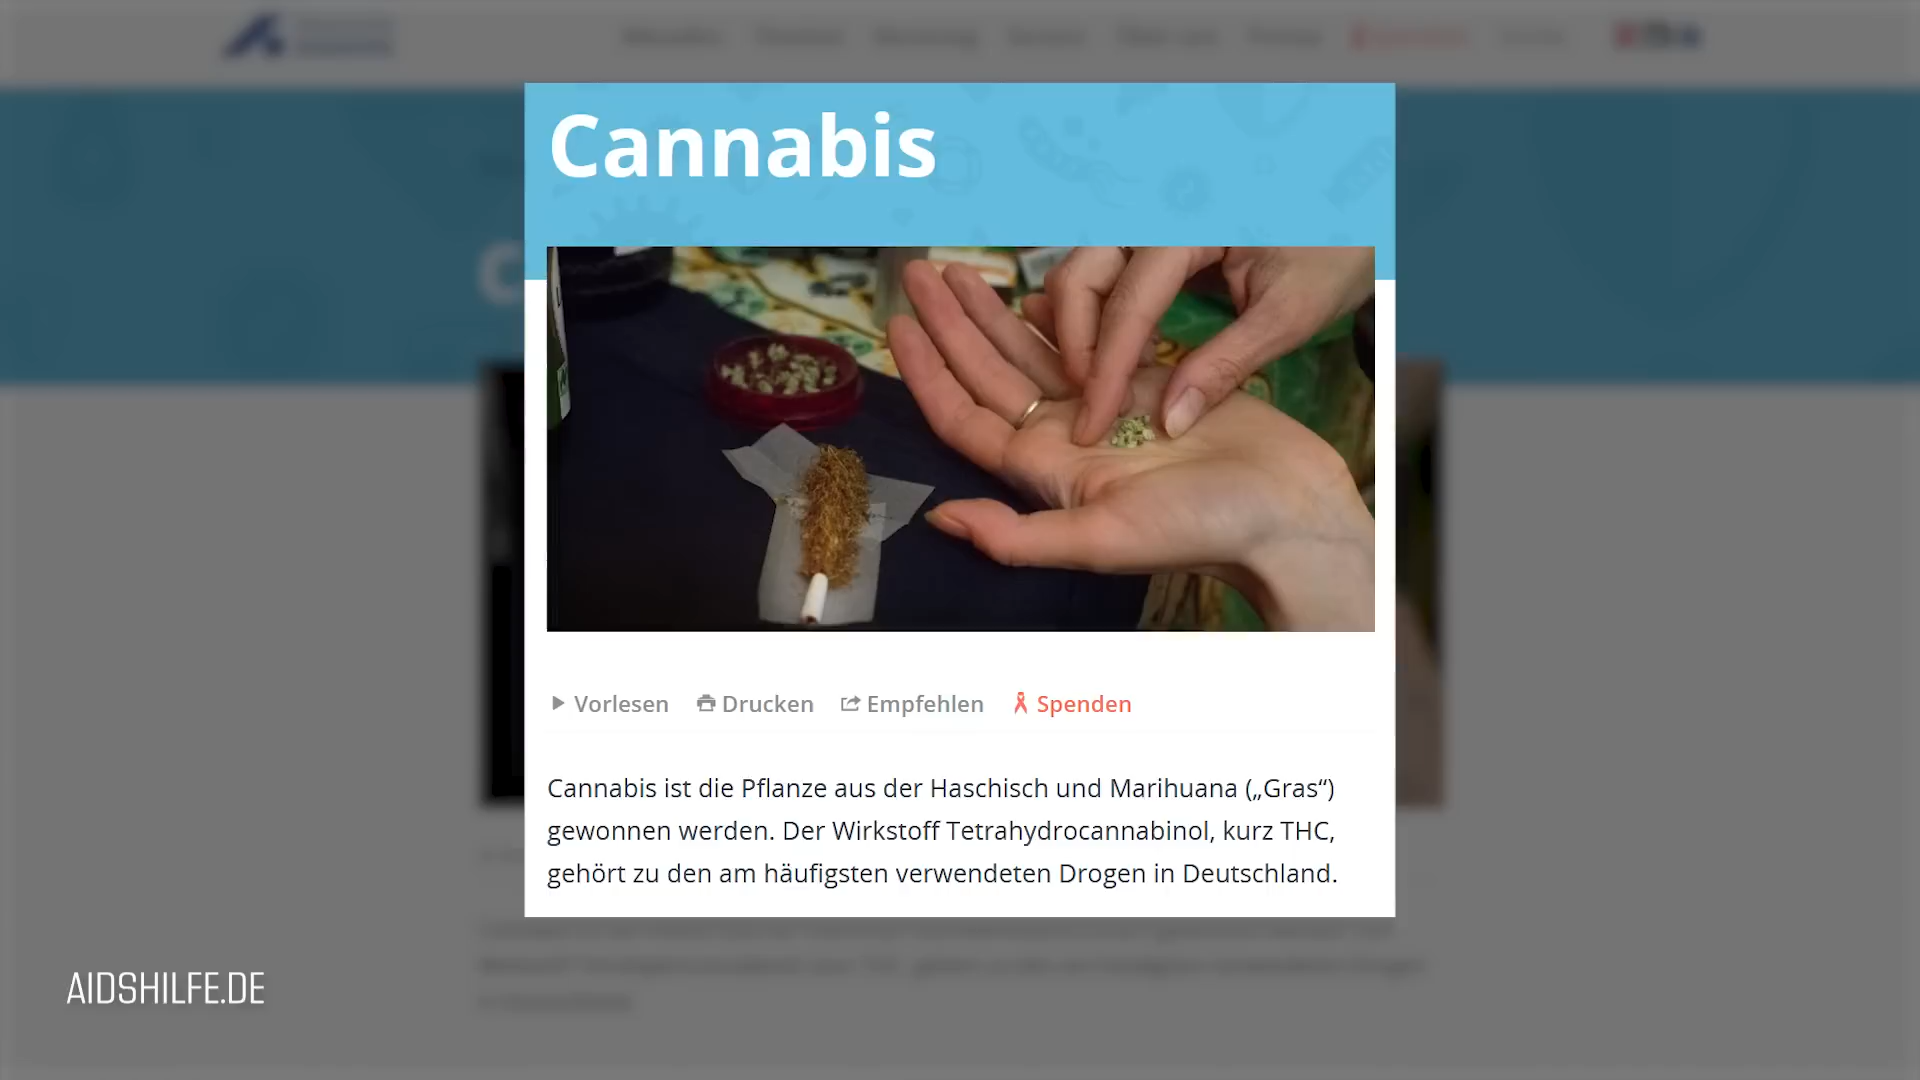 Cannabis
Vorlesen Drucken Empfehlen Spenden
Cannabis ist die Pflanze aus der Haschisch und Marihuana („Gras“)
gewonnen werden. Der Wirkstoff Tetrahydrocannabinol, kurz THC,
gehört zu den am häufigsten verwendeten Drogen in Deutschland.
AIDSHILFE.DE